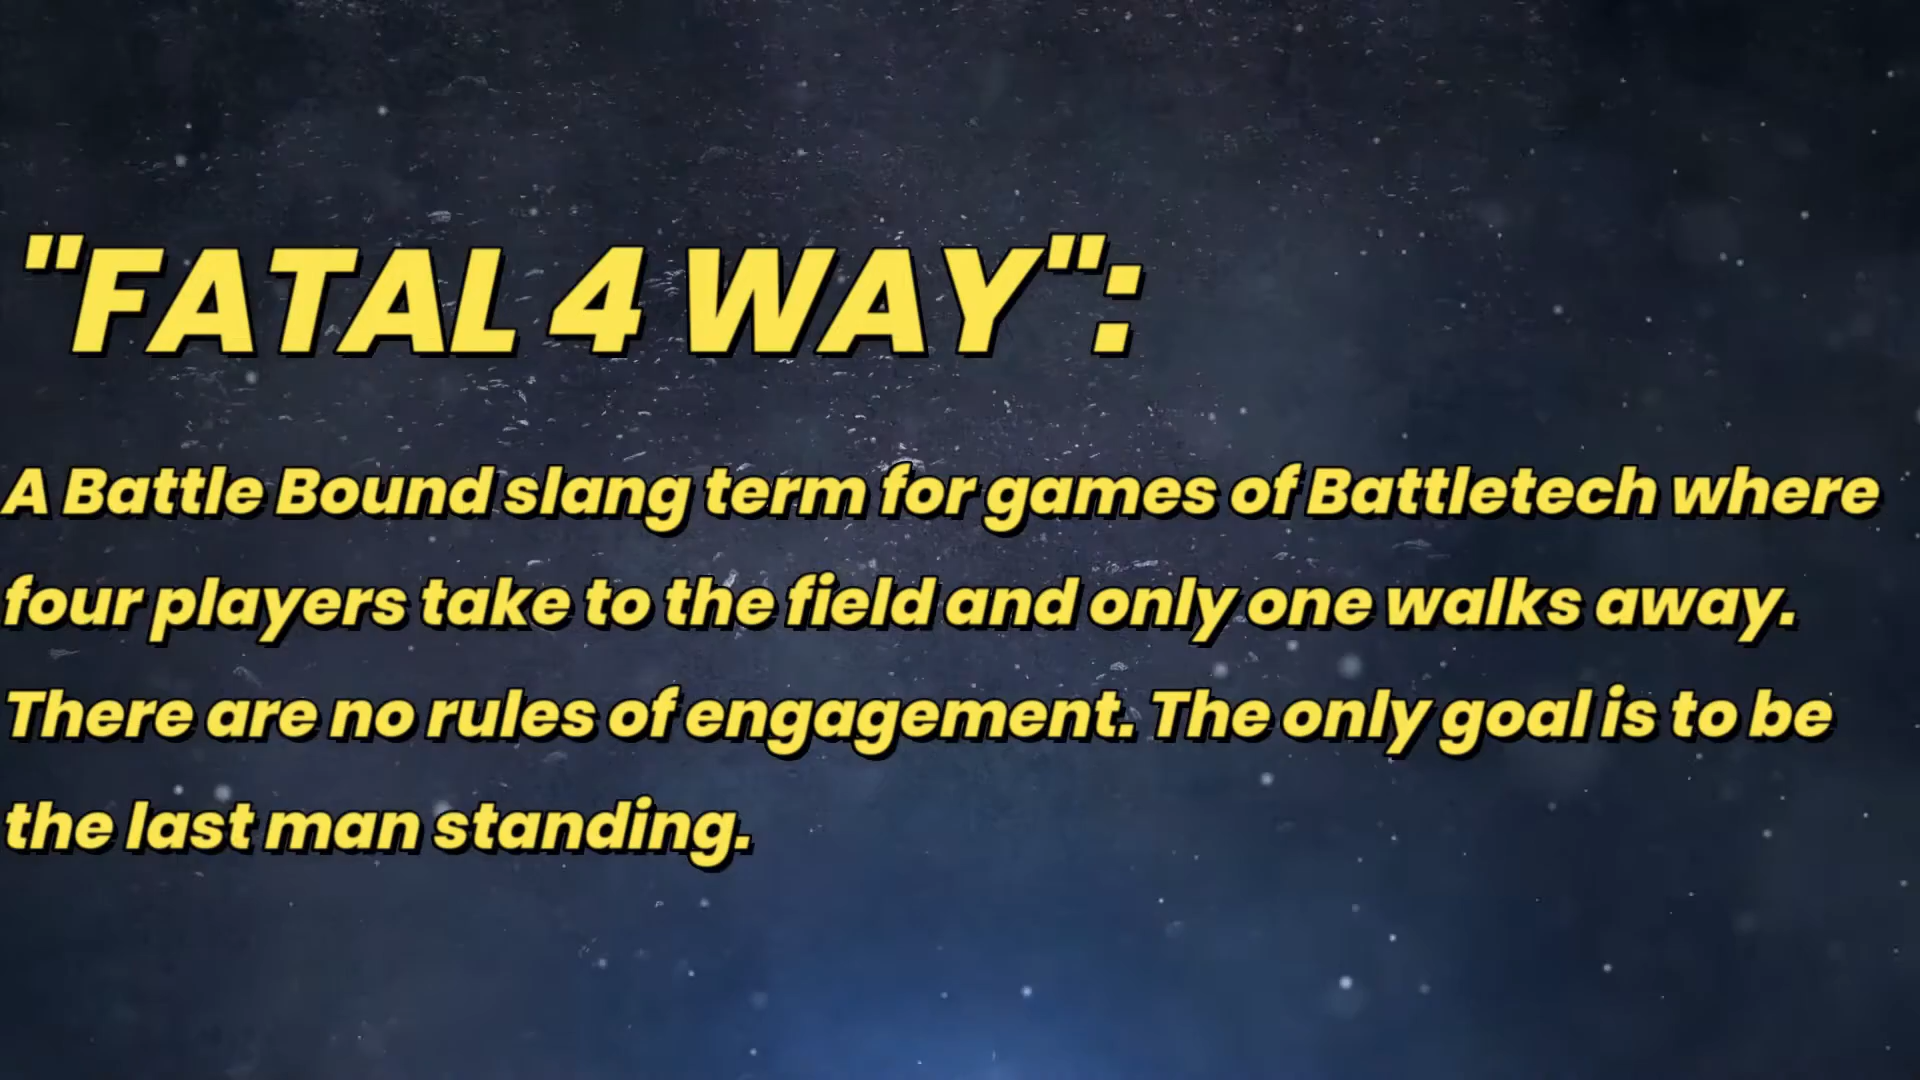 "FATAL 4 WAY":
A Battle Bound slang term for games of Battletech where
four players take to the field and only one walks away.
There are no rules of engagement. The only goal is to be
the last man standing.